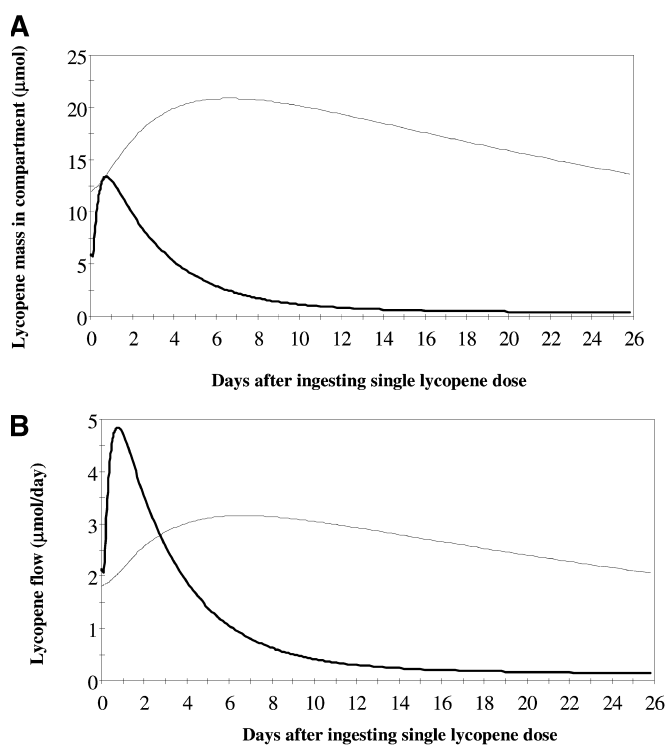 A
Lycopene mass in compartment (μmol)
25
20
15
10
5
0
0 2 4 6 8 10 12 14 16 18 20 22 24 26
Days after ingesting single lycopene dose
B
Lycopene flow (μmol/day)
5
4
3
2
1
0
0 2 4 6 8 10 12 14 16 18 20 22 24 26
Days after ingesting single lycopene dose